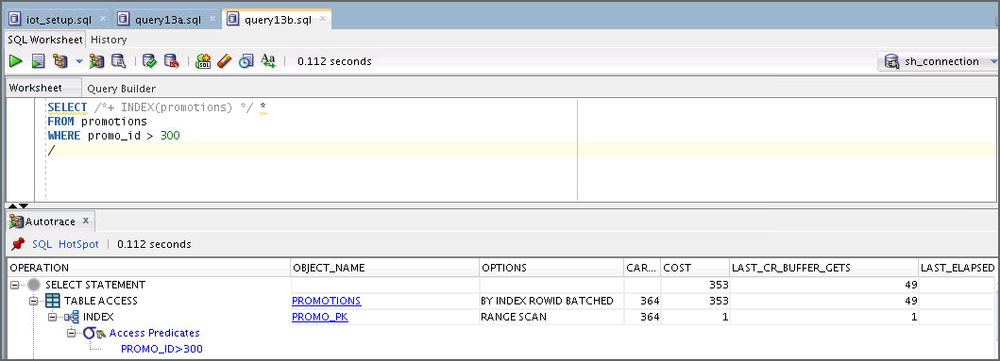 iot_setup.sql × query13a.sql × query13b.sql ×
SQL Worksheet History
0.112 seconds sh_connection
Worksheet Query Builder
SELECT /*+ INDEX(promotions) */ *
FROM promotions
WHERE promo_id > 300
/
Autotrace x
SQL HotSpot | 0.112 seconds
OPERATION OBJECT_NAME OPTIONS CAR... COST LAST_CR_BUFFER_GETS LAST_ELAPSED
SELECT STATEMENT 353 49
TABLE ACCESS PROMOTIONS BY INDEX ROWID BATCHED 364 353 49
INDEX PROMO_PK RANGE SCAN 364 1 1
Access Predicates
PROMO_ID>300